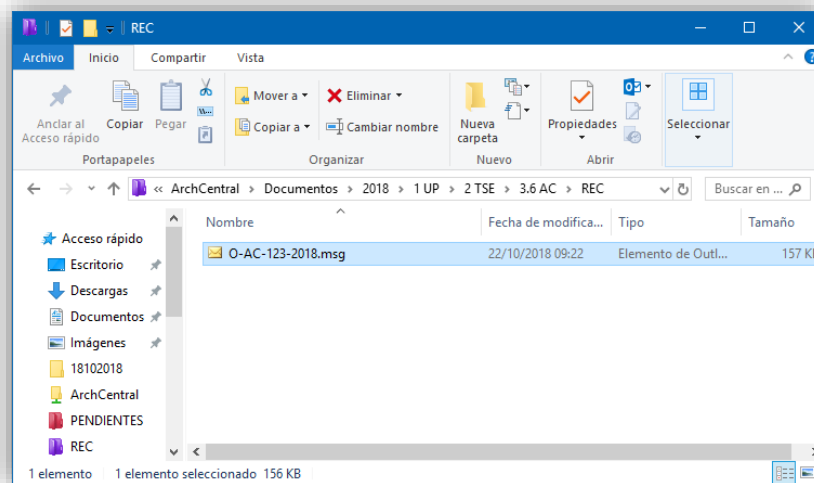 REC
Archivo Inicio Compartir Vista
Anclar al Acceso rápido
Copiar
Pegar
Portapapeles
Mover a
Copiar a
Eliminar
Cambiar nombre
Organizar
Nueva carpeta
Nuevo
Propiedades
Abrir
Seleccionar
« ArchCentral > Documentos > 2018 > 1 UP > 2 TSE > 3.6 AC > REC
Buscar en ...
Nombre Fecha de modifica... Tipo Tamaño
O-AC-123-2018.msg 22/10/2018 09:22 Elemento de Outl... 157 K
Acceso rápido
Escritorio
Descargas
Documentos
Imágenes
18102018
ArchCentral
PENDIENTES
REC
1 elemento 1 elemento seleccionado 156 KB